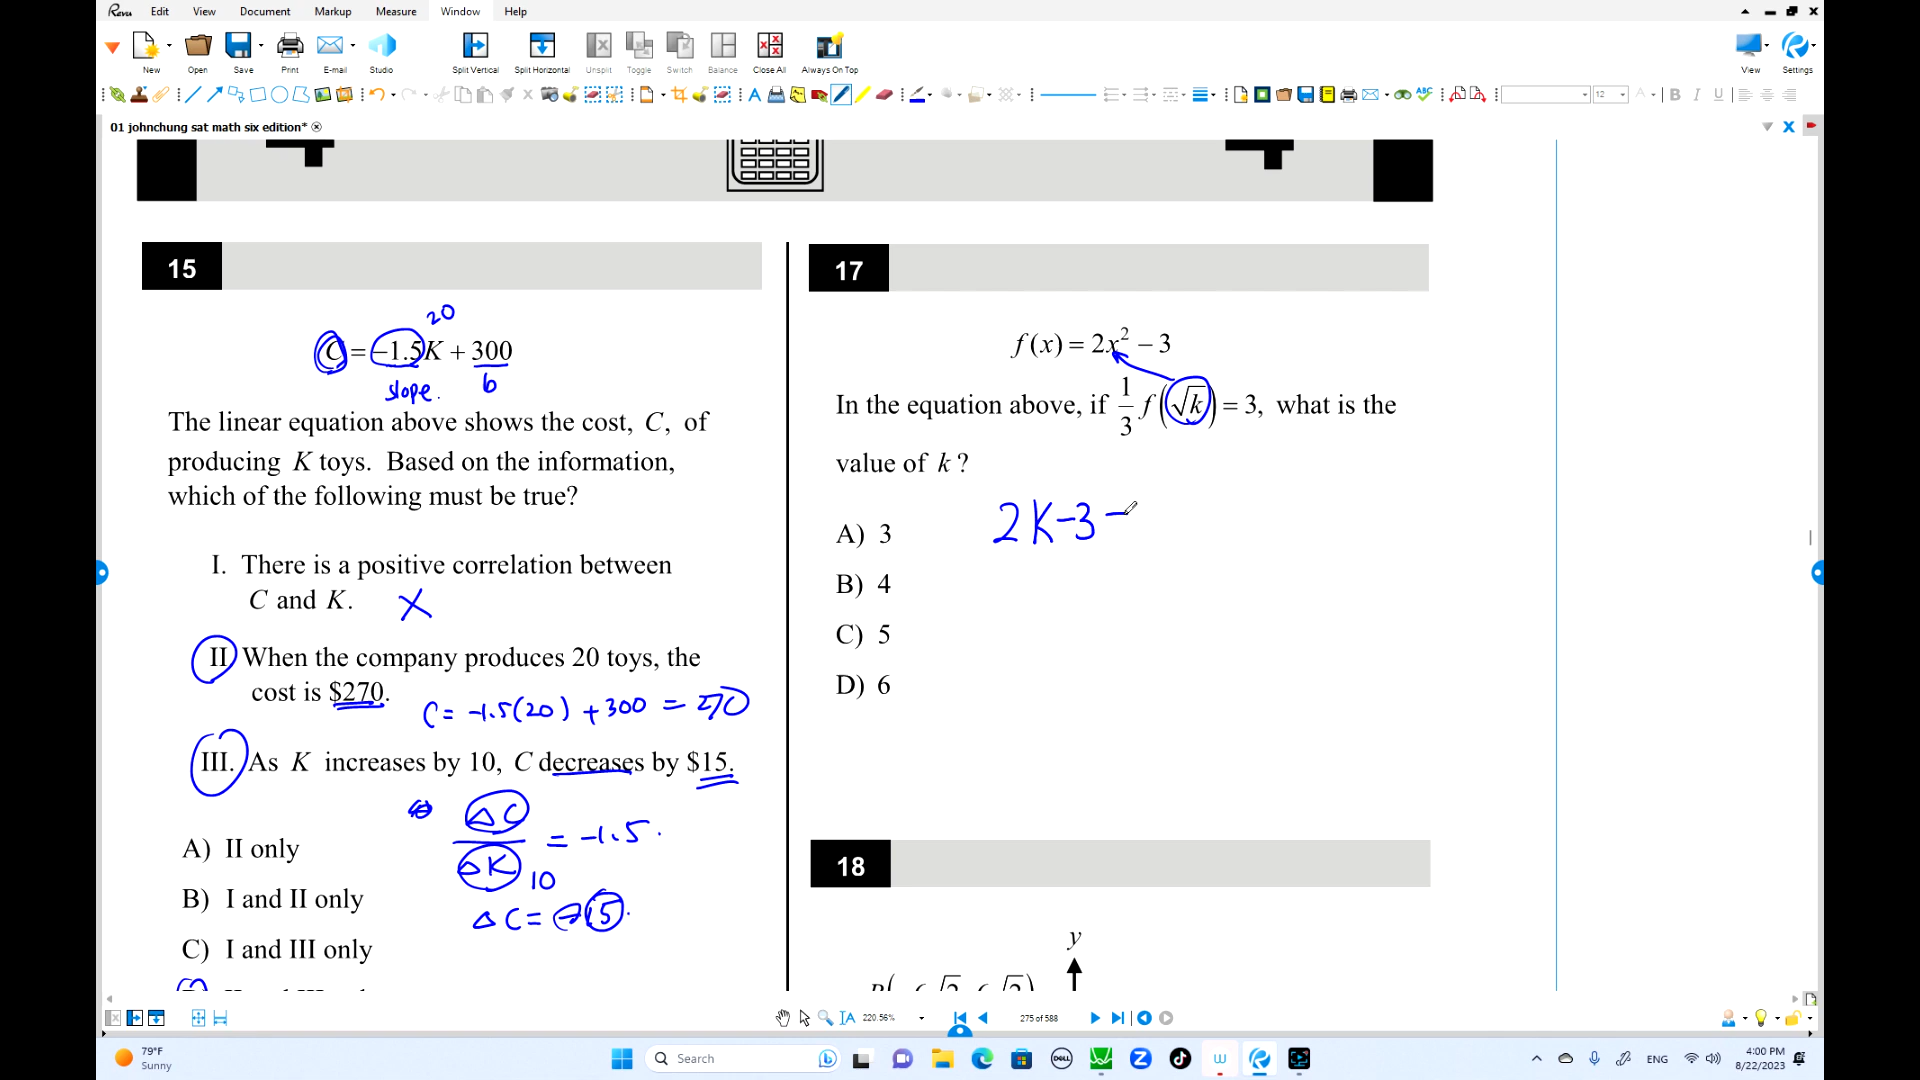 Revu Edit View Document Markup Measure Window Help
New Open Save Print E-mail Studio Split Vertical Split Horizontal Unsplit Toggle Switch Balance Close All Always On Top View Settings
12
01 johnchung sat math six edition*
15
20
C = −1.5K + 300
slope. b
The linear equation above shows the cost, C, of
producing K toys. Based on the information,
which of the following must be true?
I. There is a positive correlation between
C and K. X
II. When the company produces 20 toys, the
cost is $270.
C = -1.5(20) + 300 = 270
III. As K increases by 10, C decreases by $15.
ΔC
ΔK = -1.5.
10
ΔC = -15.
A) II only
B) I and II only
C) I and III only
17
f(x) = 2x² − 3
In the equation above, if 1/3 f(√k) = 3, what is the
value of k?
2K-3
A) 3
B) 4
C) 5
D) 6
18
y
220.56% 275 of 588
79°F
Sunny
Search
DELL
ENG
4:00 PM
8/22/2023